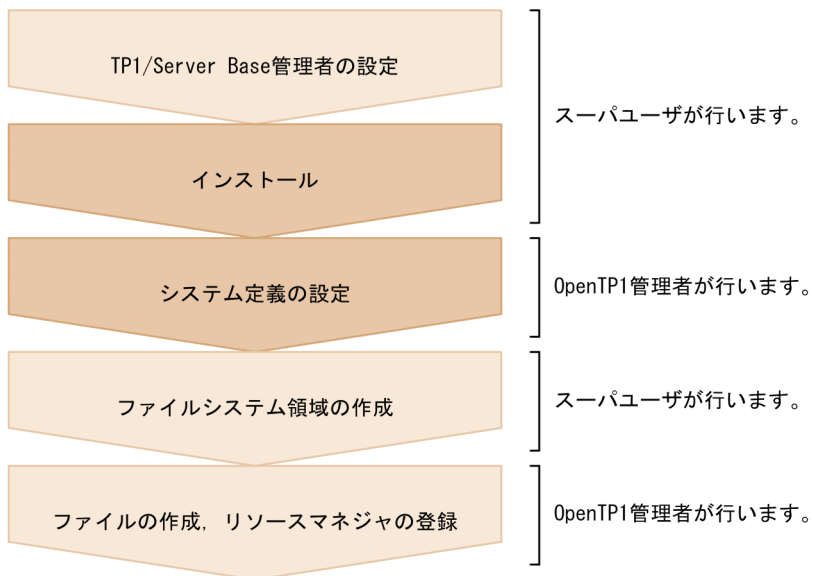 TP1/Server Base管理者の設定
スーパユーザが行います。
インストール
システム定義の設定
OpenTP1管理者が行います。
ファイルシステム領域の作成
スーパユーザが行います。
ファイルの作成，リソースマネジャの登録
OpenTP1管理者が行います。